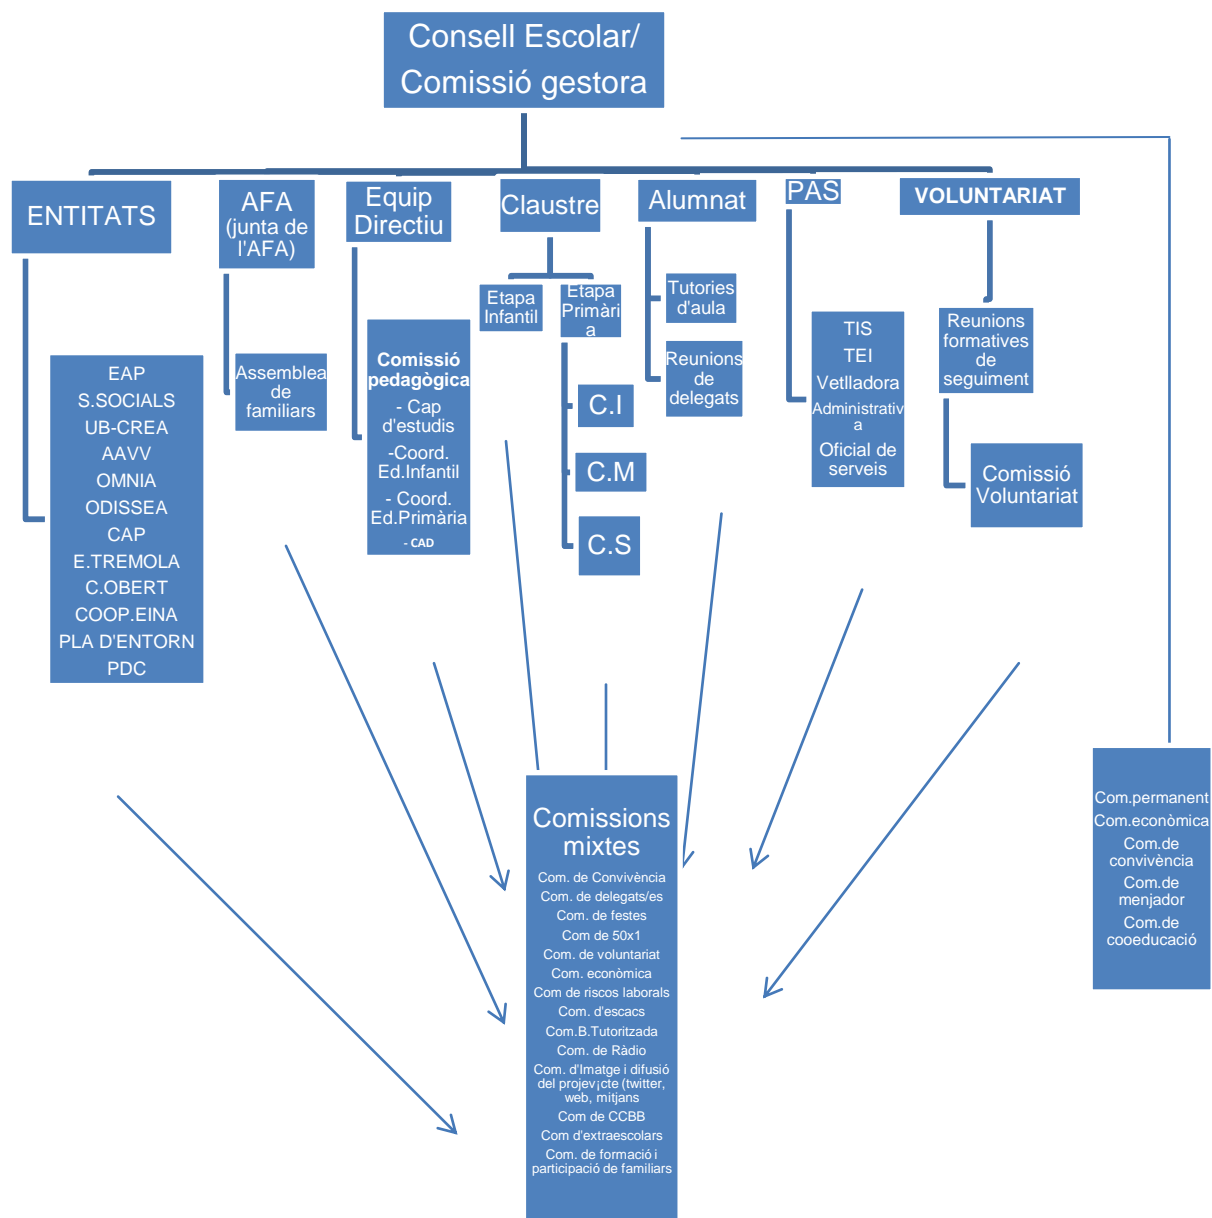 Consell Escolar/
Comissió gestora
ENTITATS
AFA
(junta de
l'AFA)
Equip
Directiu
Claustre
Alumnat
PAS
VOLUNTARIAT
EAP
S.SOCIALS
UB-CREA
AAVV
OMNIA
ODISSEA
CAP
E.TREMOLA
C.OBERT
COOP.EINA
PLA D'ENTORN
PDC
Assemblea
de
familiars
Comissió
pedagògica
- Cap
d'estudis
-Coord.
Ed.Infantil
- Coord.
Ed.Primària
- CAD
Etapa
Infantil
Etapa
Primàri
a
C.I
C.M
C.S
Tutories
d'aula
Reunions
de
delegats
TIS
TEI
Vetlladora
Administrativ
a
Oficial de
serveis
Reunions
formatives
de
seguiment
Comissió
Voluntariat
Comissions
mixtes
Com. de Convivència
Com. de delegats/es
Com. de festes
Com de 50x1
Com. de voluntariat
Com. econòmica
Com de riscos laborals
Com. d'escacs
Com.B.Tutoritzada
Com. de Ràdio
Com. d'Imatge i difusió
del projev¡cte (twitter,
web, mitjans
Com de CCBB
Com d'extraescolars
Com. de formació i
participació de familiars
Com.permanent
Com.econòmica
Com.de
convivència
Com.de
menjador
Com.de
cooeducació